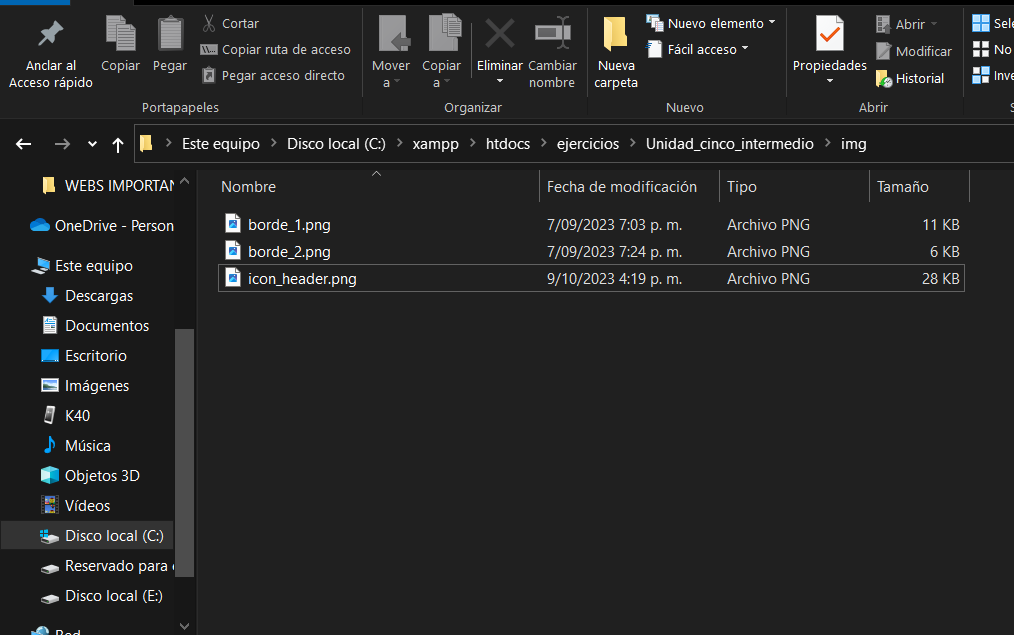 Anclar al
Acceso rápido
Copiar
Pegar
Cortar
Copiar ruta de acceso
Pegar acceso directo
Portapapeles
Mover
a
Copiar
a
Eliminar
Cambiar
nombre
Organizar
Nueva
carpeta
Nuevo elemento
Fácil acceso
Nuevo
Propiedades
Abrir
Modificar
Historial
Abrir
Sele
No
Inve
S
Este equipo > Disco local (C:) > xampp > htdocs > ejercicios > Unidad_cinco_intermedio > img
WEBS IMPORTAN
OneDrive - Person
Este equipo
Descargas
Documentos
Escritorio
Imágenes
K40
Música
Objetos 3D
Vídeos
Disco local (C:)
Reservado para
Disco local (E:)
Red
Nombre Fecha de modificación Tipo Tamaño
borde_1.png 7/09/2023 7:03 p. m. Archivo PNG 11 KB
borde_2.png 7/09/2023 7:24 p. m. Archivo PNG 6 KB
icon_header.png 9/10/2023 4:19 p. m. Archivo PNG 28 KB